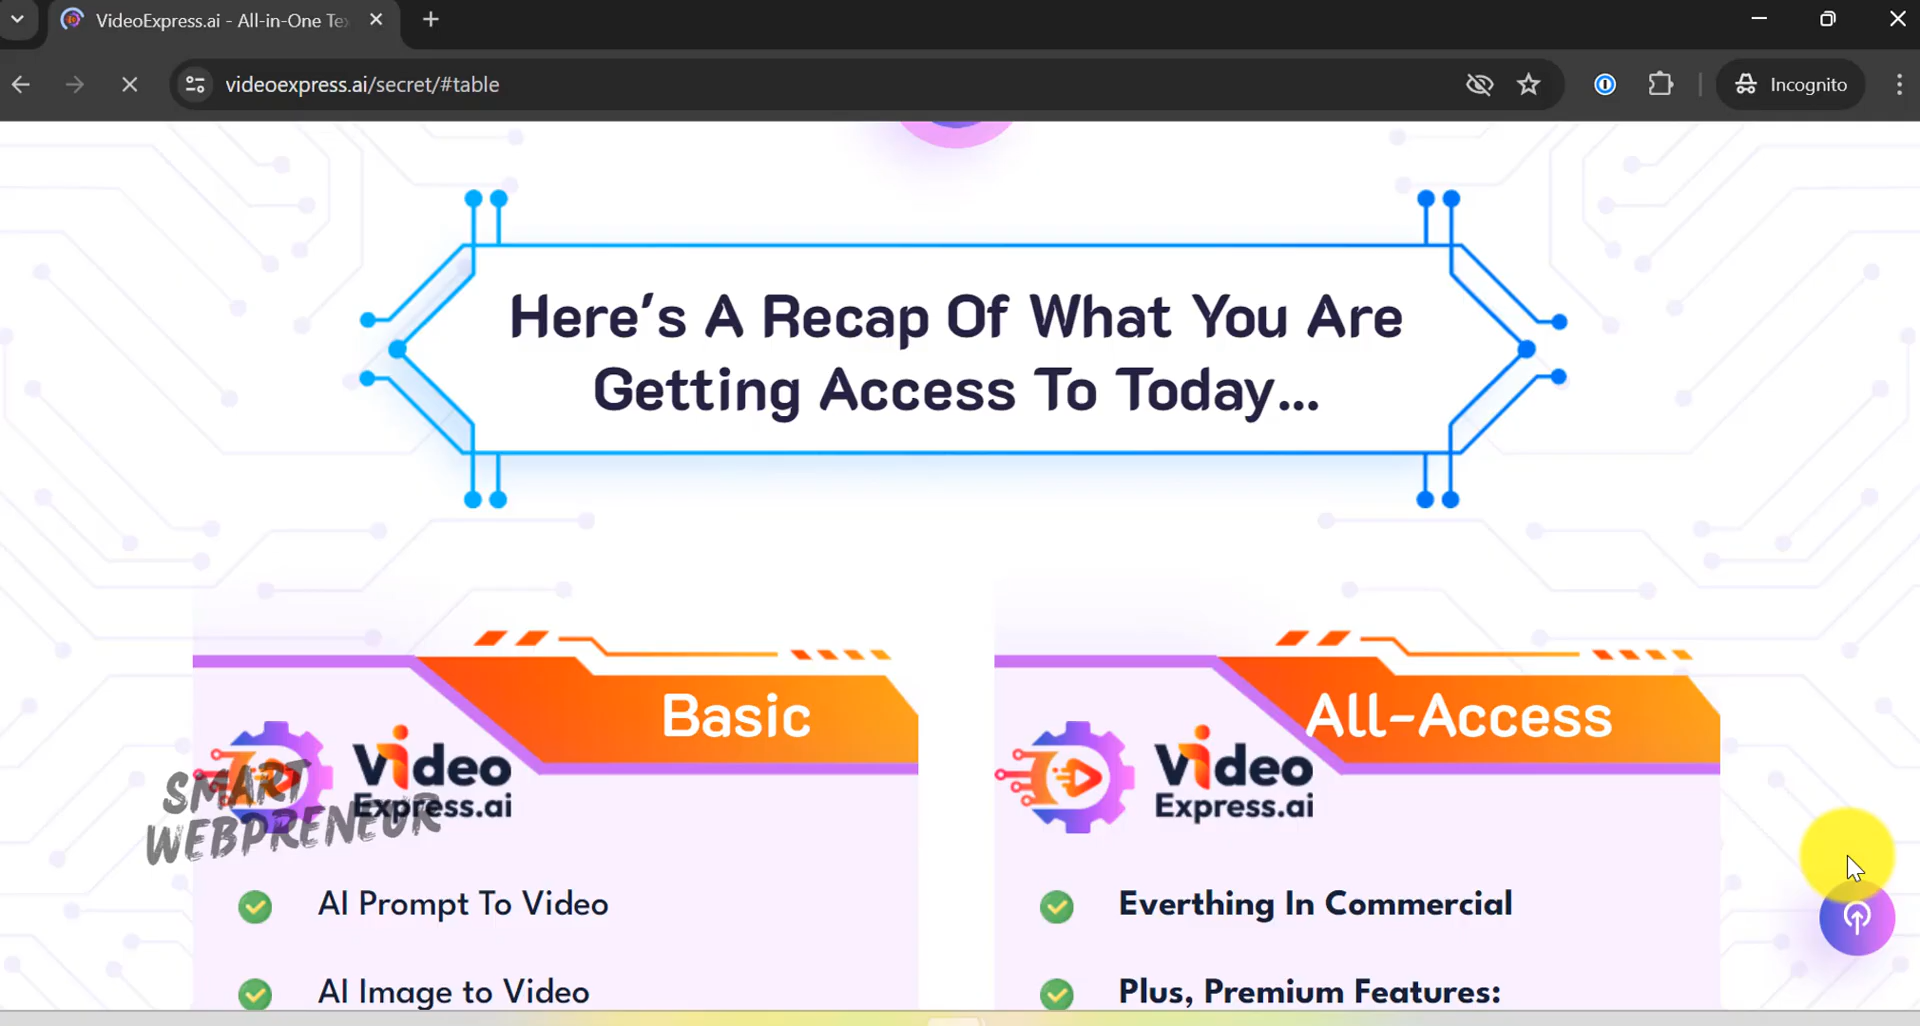 VideoExpress.ai - All-in-One Te
videoexpress.ai/secret/#table
Incognito
Here's A Recap Of What You Are
Getting Access To Today...
Basic
Video
Express.ai
SMART
WEBPRENEUR
AI Prompt To Video
AI Image to Video
All-Access
Video
Express.ai
Everthing In Commercial
Plus, Premium Features: